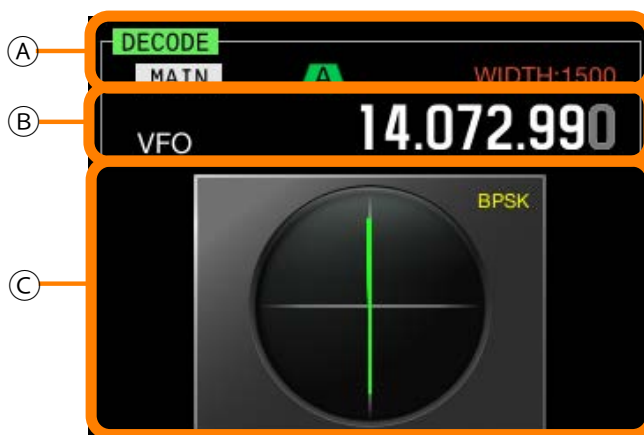 DECODE
A MAIN A WIDTH:1500
B VFO 14.072.990
BPSK
C